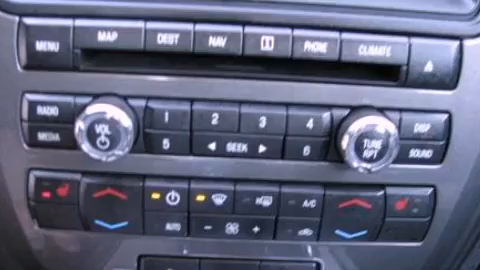 MENU MAP DEST NAV PHONE CLIMATE
RADIO VOL 1 2 3 4 TUNE RPT DISP
MEDIA 5 SEEK 6 SOUND
A/C
AUTO - +